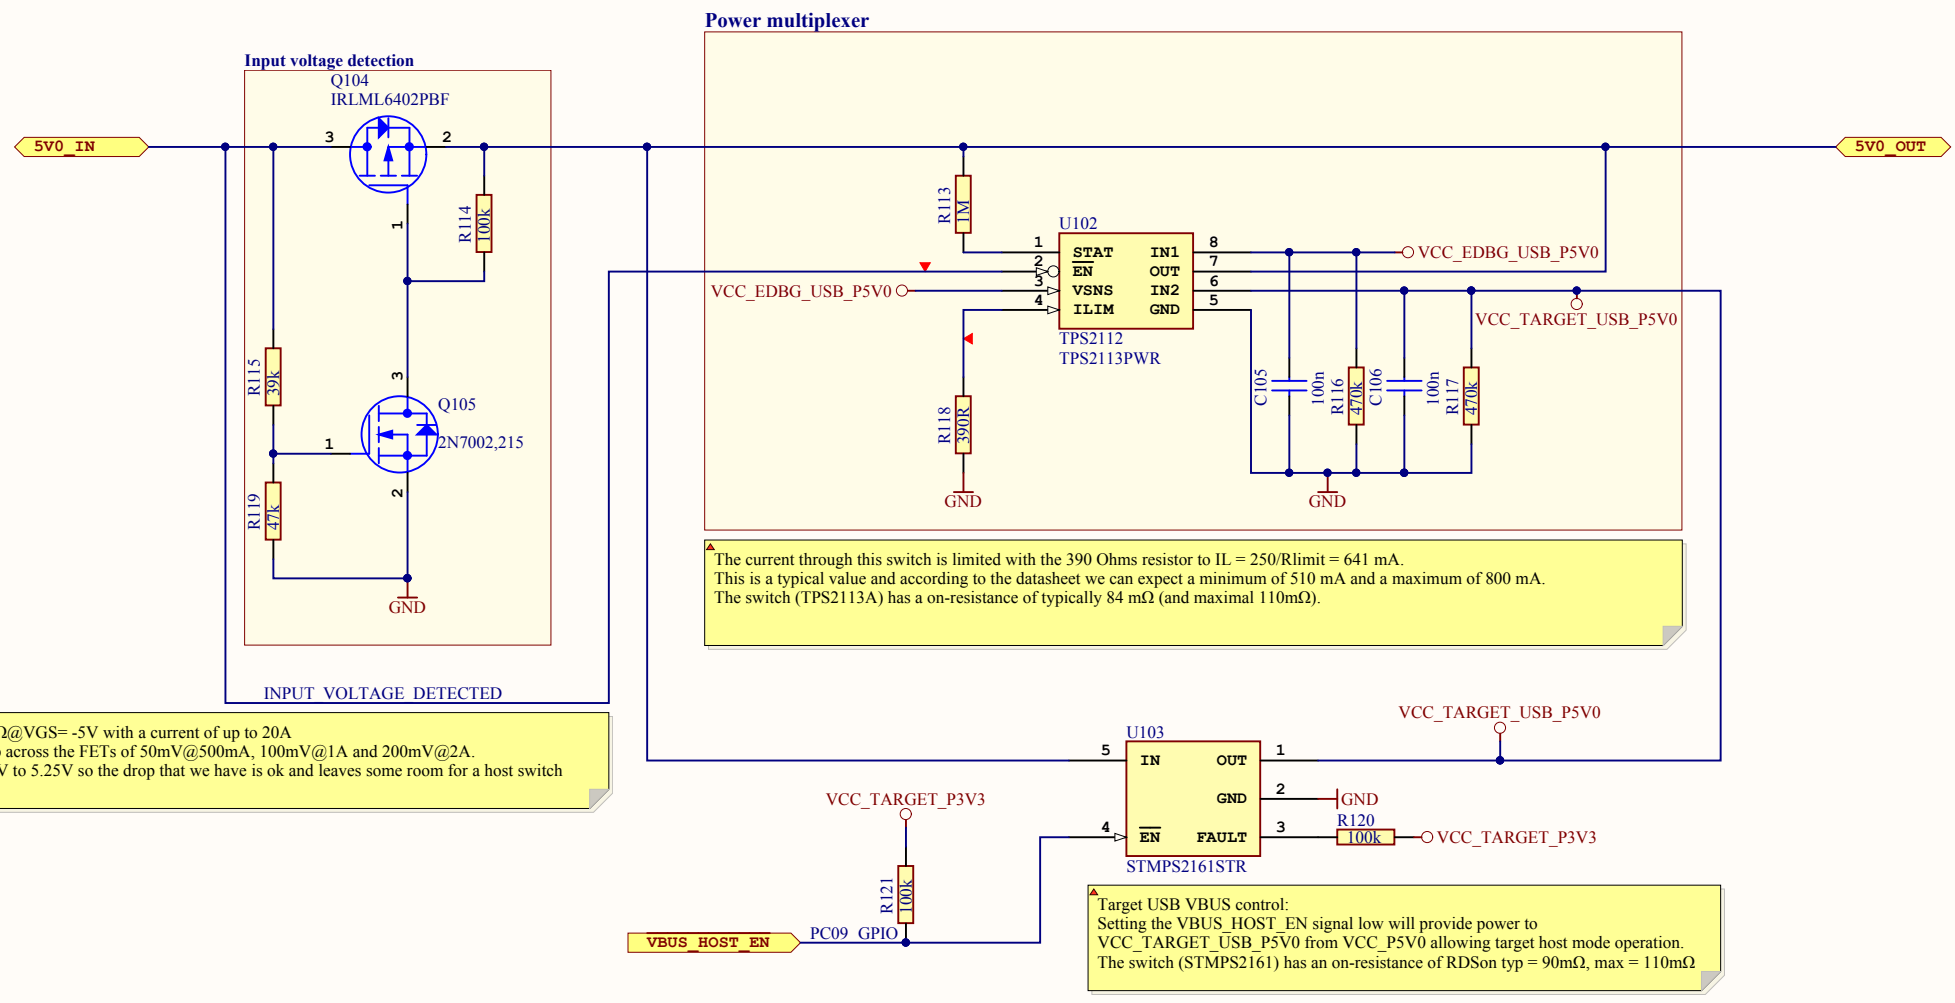 Power multiplexer
Input voltage detection
Q104
IRLML6402PBF
5V0_IN
3
2
1
R114
100k
R115
39k
3
Q105
2N7002,215
1
2
R119
47k
GND
INPUT_VOLTAGE_DETECTED
R113
1M
U102
1
STAT
2
EN
3
VSNS
4
ILIM
8
IN1
7
OUT
6
IN2
5
GND
TPS2112
TPS2113PWR
VCC_EDBG_USB_P5V0
VCC_EDBG_USB_P5V0
VCC_TARGET_USB_P5V0
5V0_OUT
R118
390R
GND
C105
100n
R116
470k
C106
100n
R117
470k
GND
The current through this switch is limited with the 390 Ohms resistor to IL = 250/Rlimit = 641 mA.
This is a typical value and according to the datasheet we can expect a minimum of 510 mA and a maximum of 800 mA.
The switch (TPS2113A) has a on-resistance of typically 84 mΩ (and maximal 110mΩ).
Ω@VGS= -5V with a current of up to 20A
across the FETs of 50mV@500mA, 100mV@1A and 200mV@2A.
V to 5.25V so the drop that we have is ok and leaves some room for a host switch
U103
5
IN
4
EN
OUT
1
GND
2
FAULT
3
STMPS2161STR
VCC_TARGET_USB_P5V0
GND
R120
100k
VCC_TARGET_P3V3
VCC_TARGET_P3V3
R121
100k
PC09_GPIO
VBUS_HOST_EN
Target USB VBUS control:
Setting the VBUS_HOST_EN signal low will provide power to
VCC_TARGET_USB_P5V0 from VCC_P5V0 allowing target host mode operation.
The switch (STMPS2161) has an on-resistance of RDSon typ = 90mΩ, max = 110mΩ